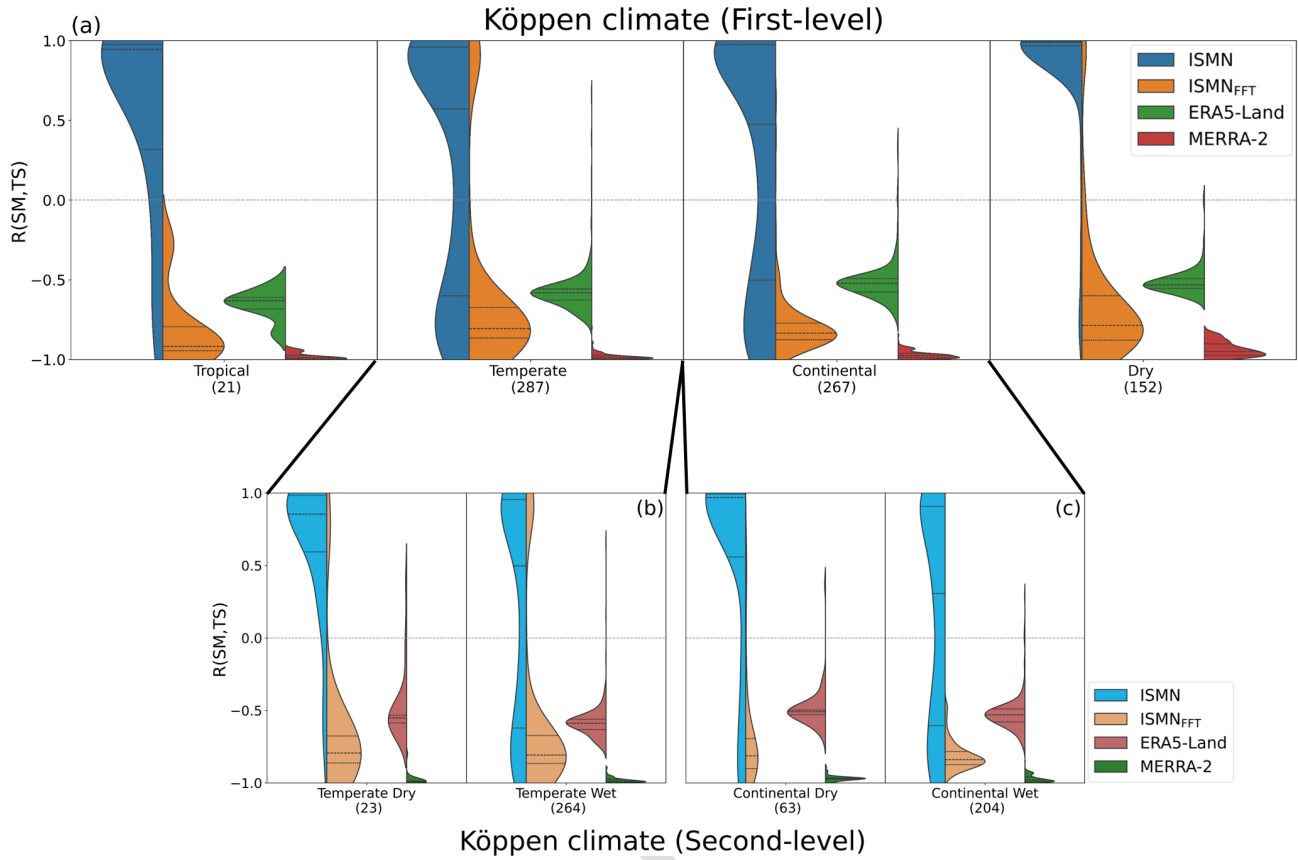 Köppen climate (First-level)
(a)
1.0
0.5
0.0
−0.5
−1.0
R(SM,TS)
ISMN
ISMN_FFT
ERA5-Land
MERRA-2
Tropical
(21)
Temperate
(287)
Continental
(267)
Dry
(152)
(b)
(c)
1.0
0.5
0.0
−0.5
−1.0
R(SM,TS)
Temperate Dry
(23)
Temperate Wet
(264)
Continental Dry
(63)
Continental Wet
(204)
ISMN
ISMN_FFT
ERA5-Land
MERRA-2
Köppen climate (Second-level)